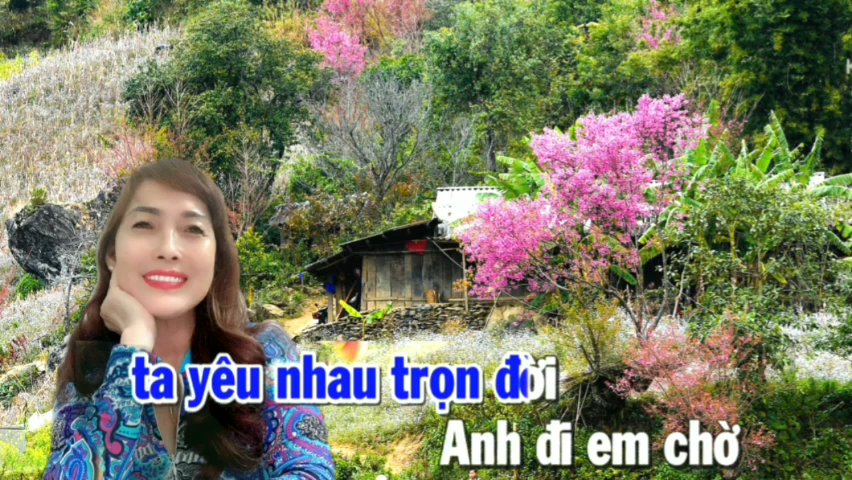 ta yêu nhau trọn đời
Anh đi em chờ